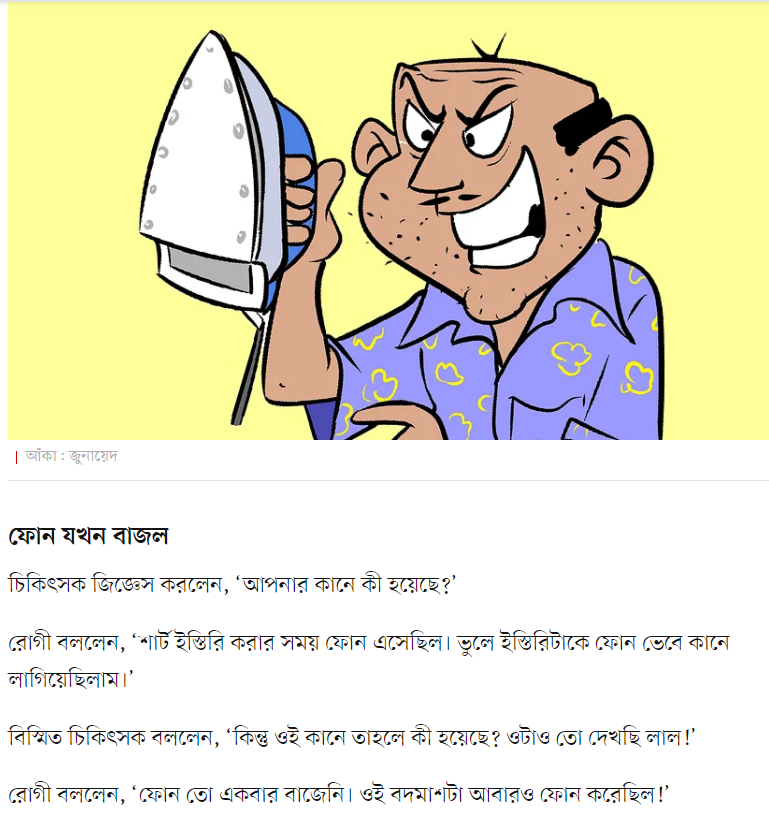 | আঁকা : জুনায়েদ
ফোন যখন বাজল
চিকিৎসক জিজ্ঞেস করলেন, ‘আপনার কানে কী হয়েছে?’
রোগী বললেন, ‘শার্ট ইস্তিরি করার সময় ফোন এসেছিল। ভুলে ইস্তিরিটাকে ফোন ভেবে কানে
লাগিয়েছিলাম।’
বিস্মিত চিকিৎসক বললেন, ‘কিন্তু ওই কানে তাহলে কী হয়েছে? ওটাও তো দেখছি লাল!’
রোগী বললেন, ‘ফোন তো একবার বাজেনি। ওই বদমাশটা আবারও ফোন করেছিল!’